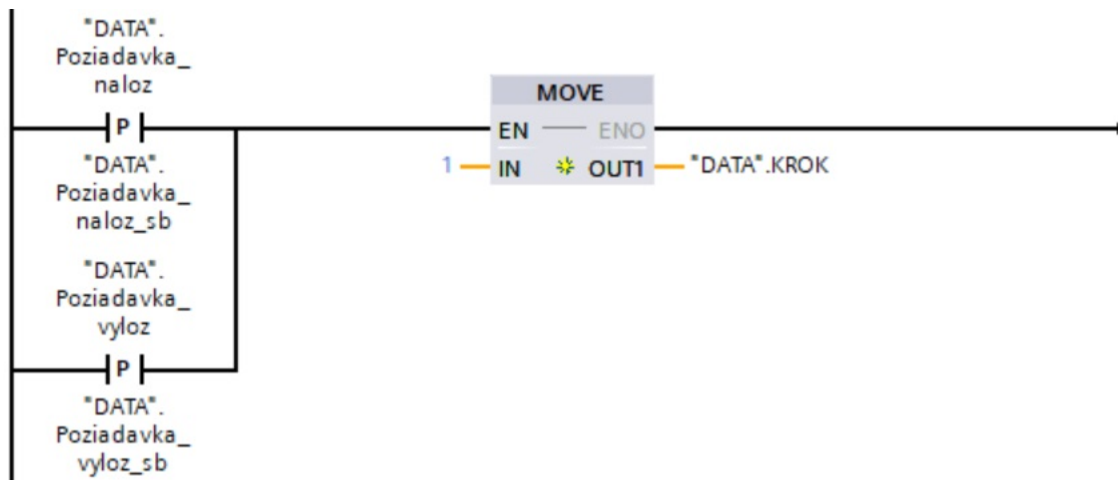 "DATA".
Poziadavka_
naloz
P
"DATA".
Poziadavka_
naloz_sb
"DATA".
Poziadavka_
vyloz
P
"DATA".
Poziadavka_
vyloz_sb
MOVE
EN ENO
1 IN OUT1 "DATA".KROK